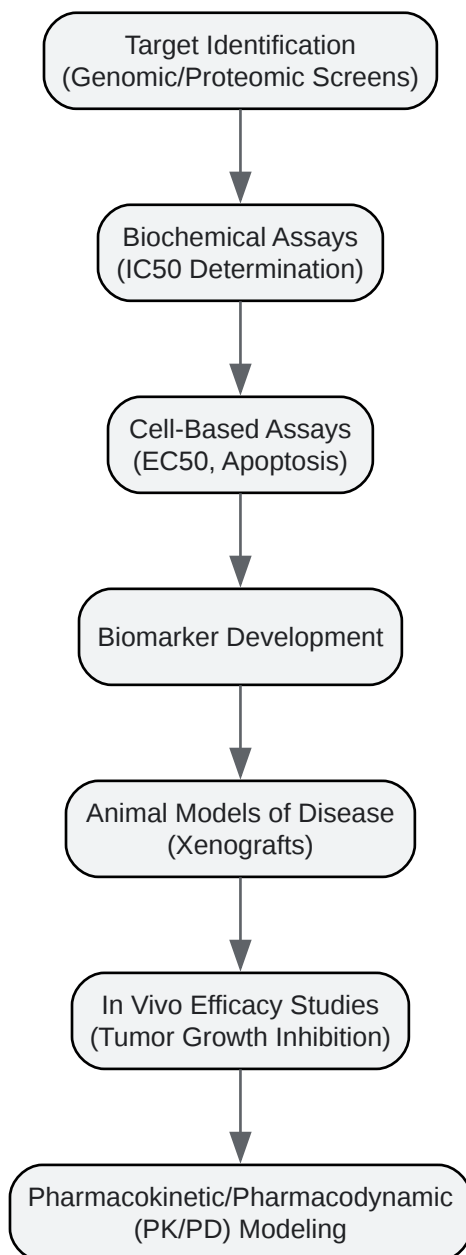 Target Identification
(Genomic/Proteomic Screens)
Biochemical Assays
(IC50 Determination)
Cell-Based Assays
(EC50, Apoptosis)
Biomarker Development
Animal Models of Disease
(Xenografts)
In Vivo Efficacy Studies
(Tumor Growth Inhibition)
Pharmacokinetic/Pharmacodynamic
(PK/PD) Modeling